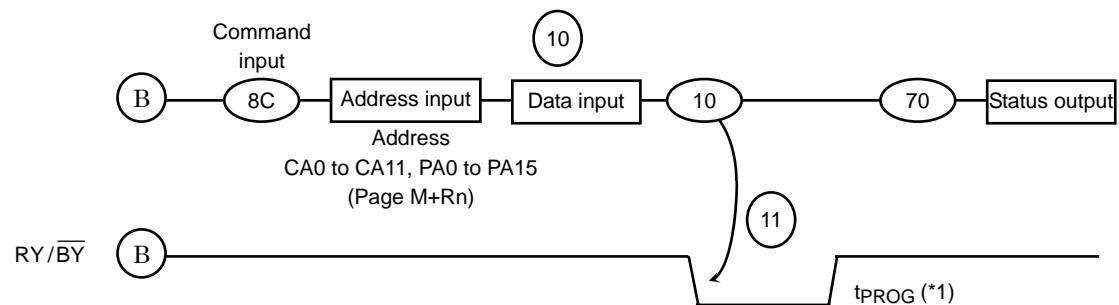 10
Command
input
B
8C
Address input
Data input
10
70
Status output
Address
CA0 to CA11, PA0 to PA15
(Page M+Rn)
11
RY/BY
B
tPROG (*1)